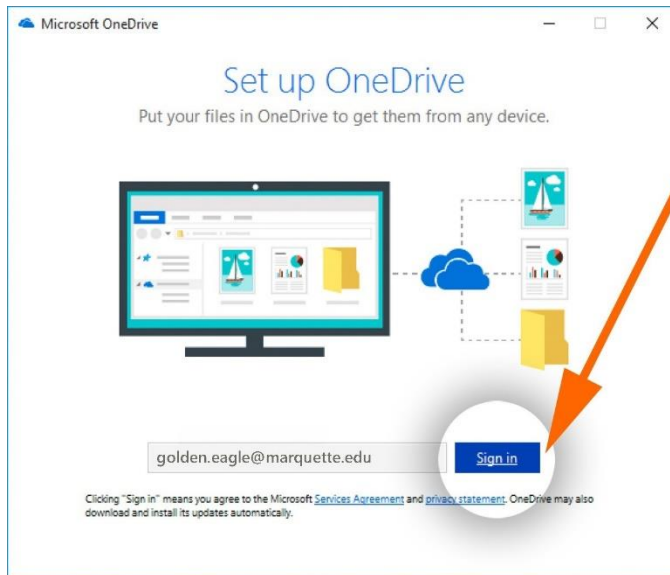 Microsoft OneDrive
Set up OneDrive
Put your files in OneDrive to get them from any device.
golden.eagle@marquette.edu
Sign in
Clicking "Sign in" means you agree to the Microsoft Services Agreement and privacy statement. OneDrive may also
download and install its updates automatically.